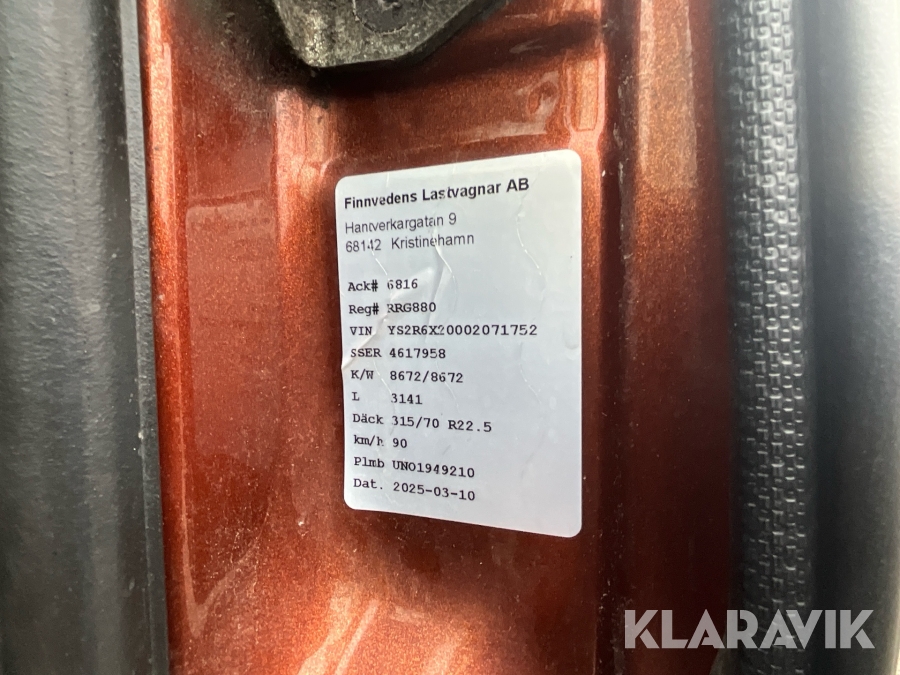 Finnvedens Lastvagnar AB
Hantverkargatan 9
68142 Kristinehamn
Ack# 6816
Reg# RRG880
VIN YS2R6X20002071752
SSER 4617958
K/W 8672/8672
L 3141
Däck 315/70 R22.5
km/h 90
Plmb UNO1949210
Dat. 2025-03-10
KLARAVIK